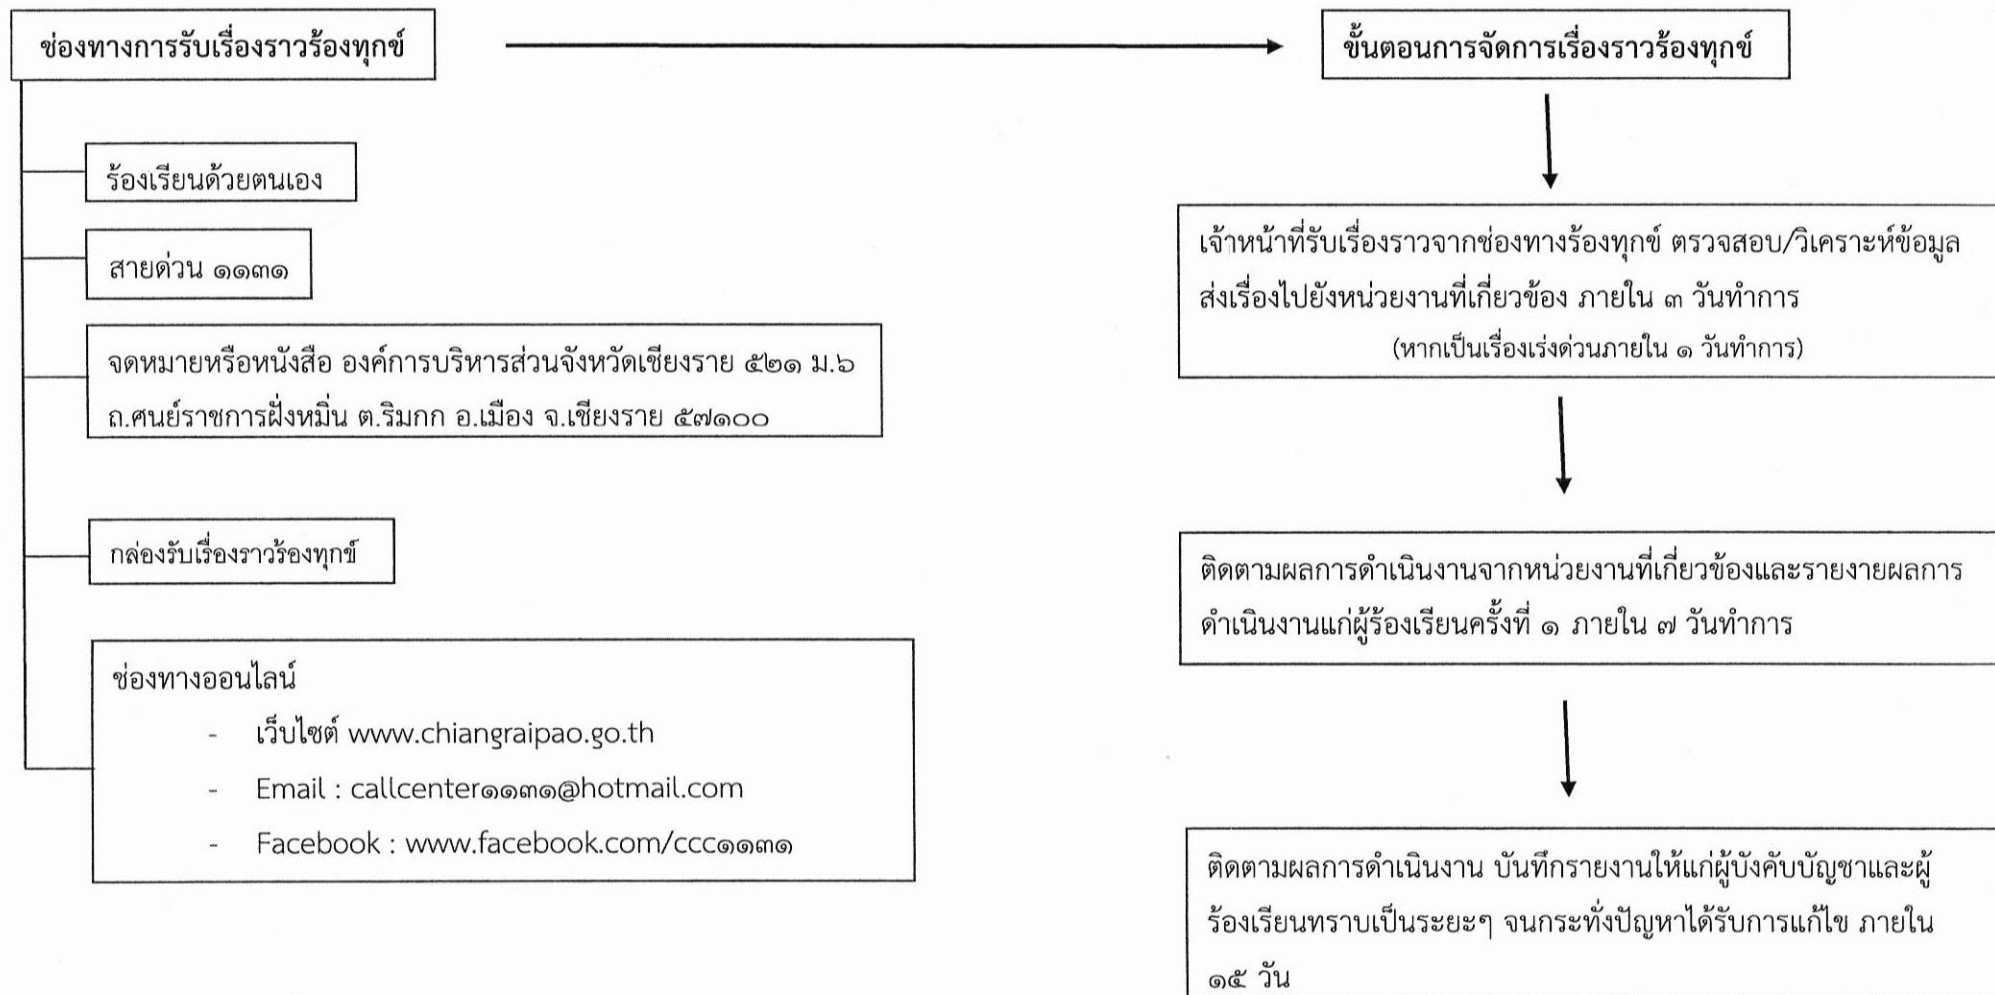 ช่องทางการรับเรื่องราวร้องทุกข์
ร้องเรียนด้วยตนเอง
สายด่วน ๑๑๓๑
จดหมายหรือหนังสือ องค์การบริหารส่วนจังหวัดเชียงราย ๕๒๑ ม.๖
ถ.ศนย์ราชการฝั่งหมิ่น ต.ริมกก อ.เมือง จ.เชียงราย ๕๗๑๐๐
กล่องรับเรื่องราวร้องทุกข์
ช่องทางออนไลน์
- เว็บไซต์ www.chiangraipao.go.th
- Email : callcenter๑๑๓๑@hotmail.com
- Facebook : www.facebook.com/ccc๑๑๓๑
ขั้นตอนการจัดการเรื่องราวร้องทุกข์
เจ้าหน้าที่รับเรื่องราวจากช่องทางร้องทุกข์ ตรวจสอบ/วิเคราะห์ข้อมูล
ส่งเรื่องไปยังหน่วยงานที่เกี่ยวข้อง ภายใน ๓ วันทำการ
(หากเป็นเรื่องเร่งด่วนภายใน ๑ วันทำการ)
ติดตามผลการดำเนินงานจากหน่วยงานที่เกี่ยวข้องและรายงายผลการ
ดำเนินงานแก่ผู้ร้องเรียนครั้งที่ ๑ ภายใน ๗ วันทำการ
ติดตามผลการดำเนินงาน บันทึกรายงานให้แก่ผู้บังคับบัญชาและผู้
ร้องเรียนทราบเป็นระยะๆ จนกระทั่งปัญหาได้รับการแก้ไข ภายใน
๑๕ วัน